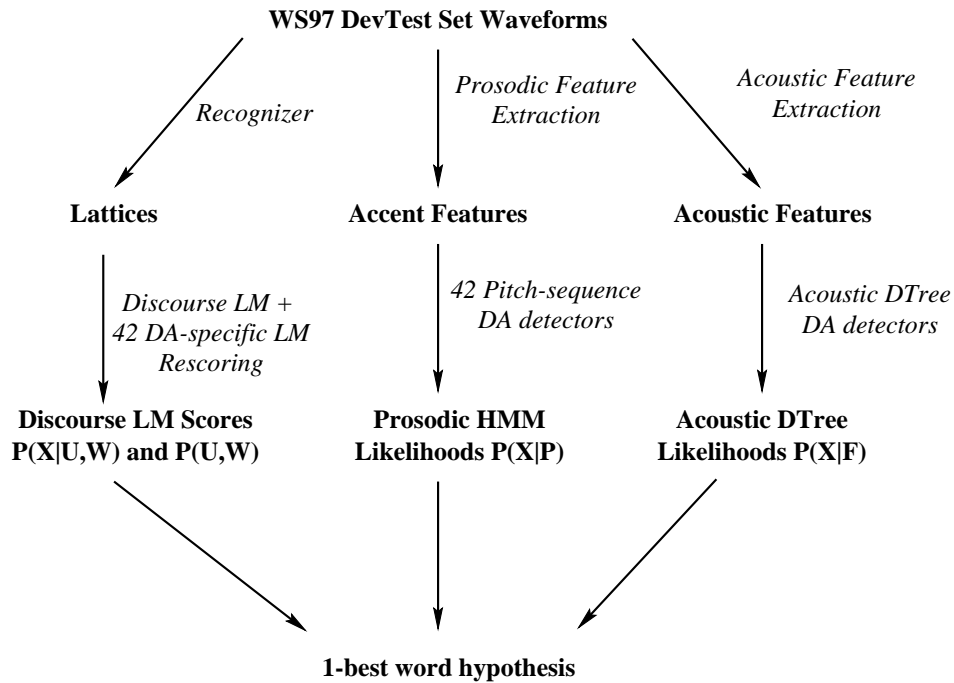 WS97 DevTest Set Waveforms
Recognizer
Prosodic Feature
Extraction
Acoustic Feature
Extraction
Lattices
Accent Features
Acoustic Features
Discourse LM +
42 DA-specific LM
Rescoring
42 Pitch-sequence
DA detectors
Acoustic DTree
DA detectors
Discourse LM Scores
P(X|U,W) and P(U,W)
Prosodic HMM
Likelihoods P(X|P)
Acoustic DTree
Likelihoods P(X|F)
1-best word hypothesis